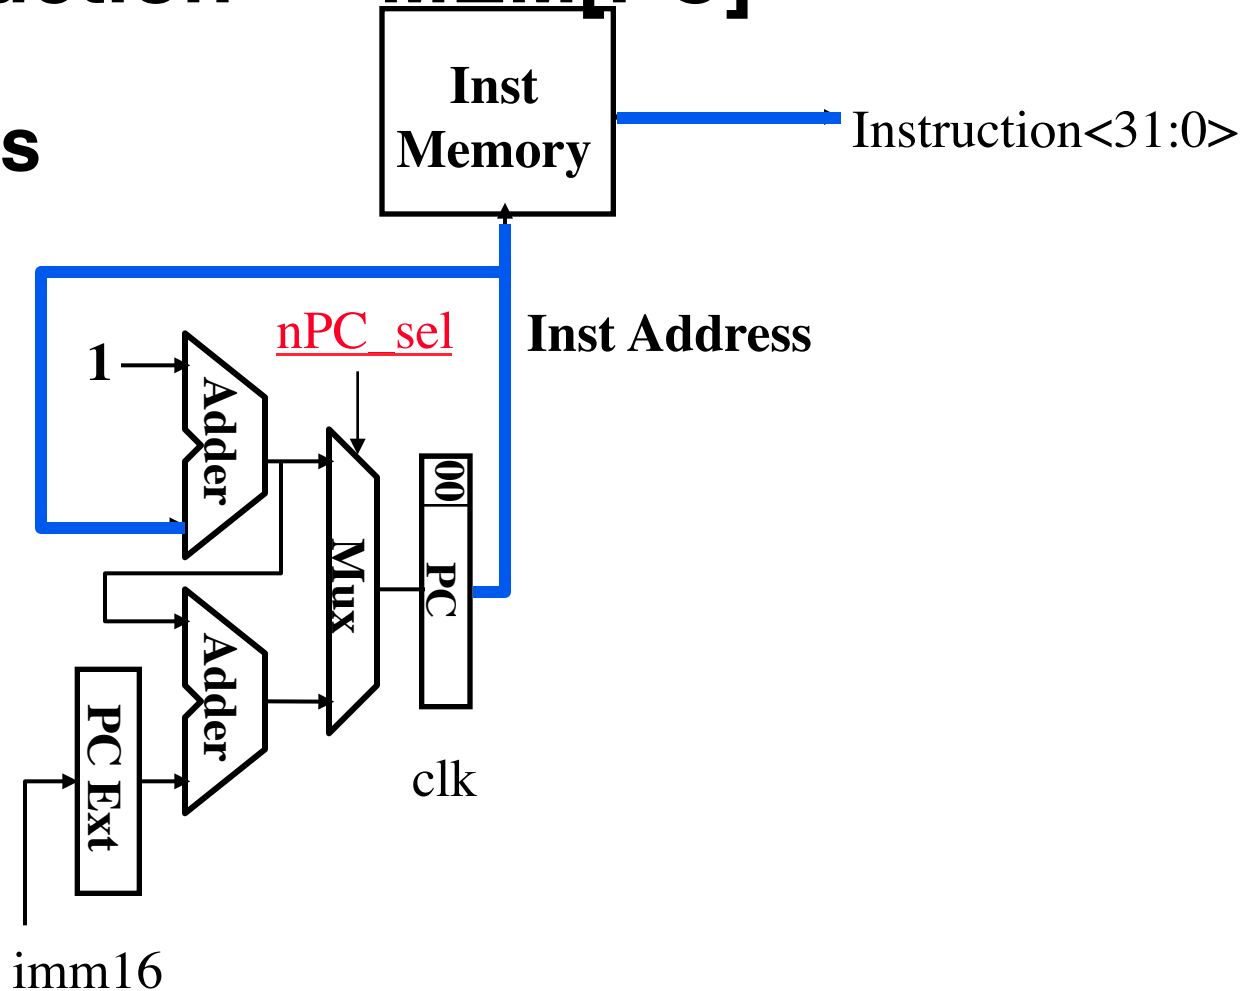 Inst
Memory
Instruction<31:0>
s
nPC_sel
Inst Address
1
Adder
00
Mux
PC
Adder
PC Ext
clk
imm16